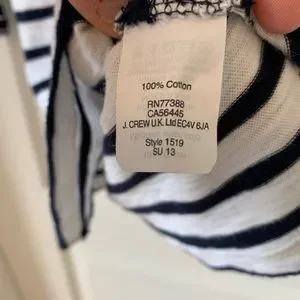 100% Cotton
RN77388
CA56445
J. CREW U.K. Ltd EC4V 6JA
Style 1519
SU 13